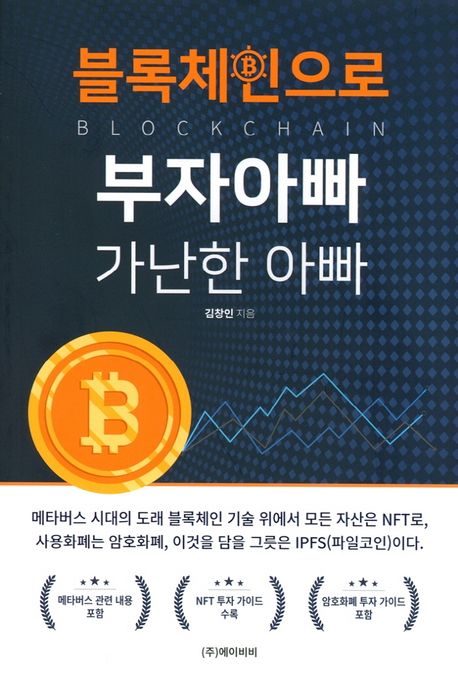 블록체인으로
BLOCKCHAIN
부자아빠
가난한 아빠
김창인 지음
메타버스 시대의 도래 블록체인 기술 위에서 모든 자산은 NFT로,
사용화폐는 암호화폐, 이것을 담을 그릇은 IPFS(파일코인)이다.
메타버스 관련 내용
포함
NFT 투자 가이드
수록
암호화폐 투자 가이드
포함
(주)에이비비